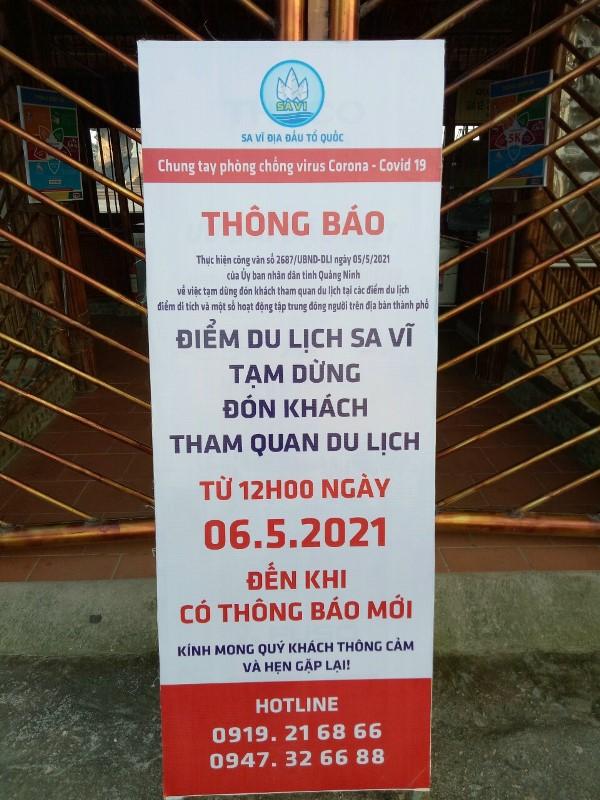 SA VI
SA VĨ ĐỊA ĐẦU TỔ QUỐC
Chung tay phòng chống virus Corona - Covid 19
THÔNG BÁO
Thực hiện công văn số 2687/UBND-DLI ngày 05/5/2021
của Ủy ban nhân dân tỉnh Quảng Ninh
về việc tạm dừng đón khách tham quan du lịch tại các điểm du lịch
điểm di tích và một số hoạt động tập trung đông người trên địa bàn thành phố
ĐIỂM DU LỊCH SA VĨ
TẠM DỪNG
ĐÓN KHÁCH
THAM QUAN DU LỊCH
TỪ 12H00 NGÀY
06.5.2021
ĐẾN KHI
CÓ THÔNG BÁO MỚI
KÍNH MONG QUÝ KHÁCH THÔNG CẢM
VÀ HẸN GẶP LẠI!
HOTLINE
0919. 21 68 66
0947. 32 66 88
5K